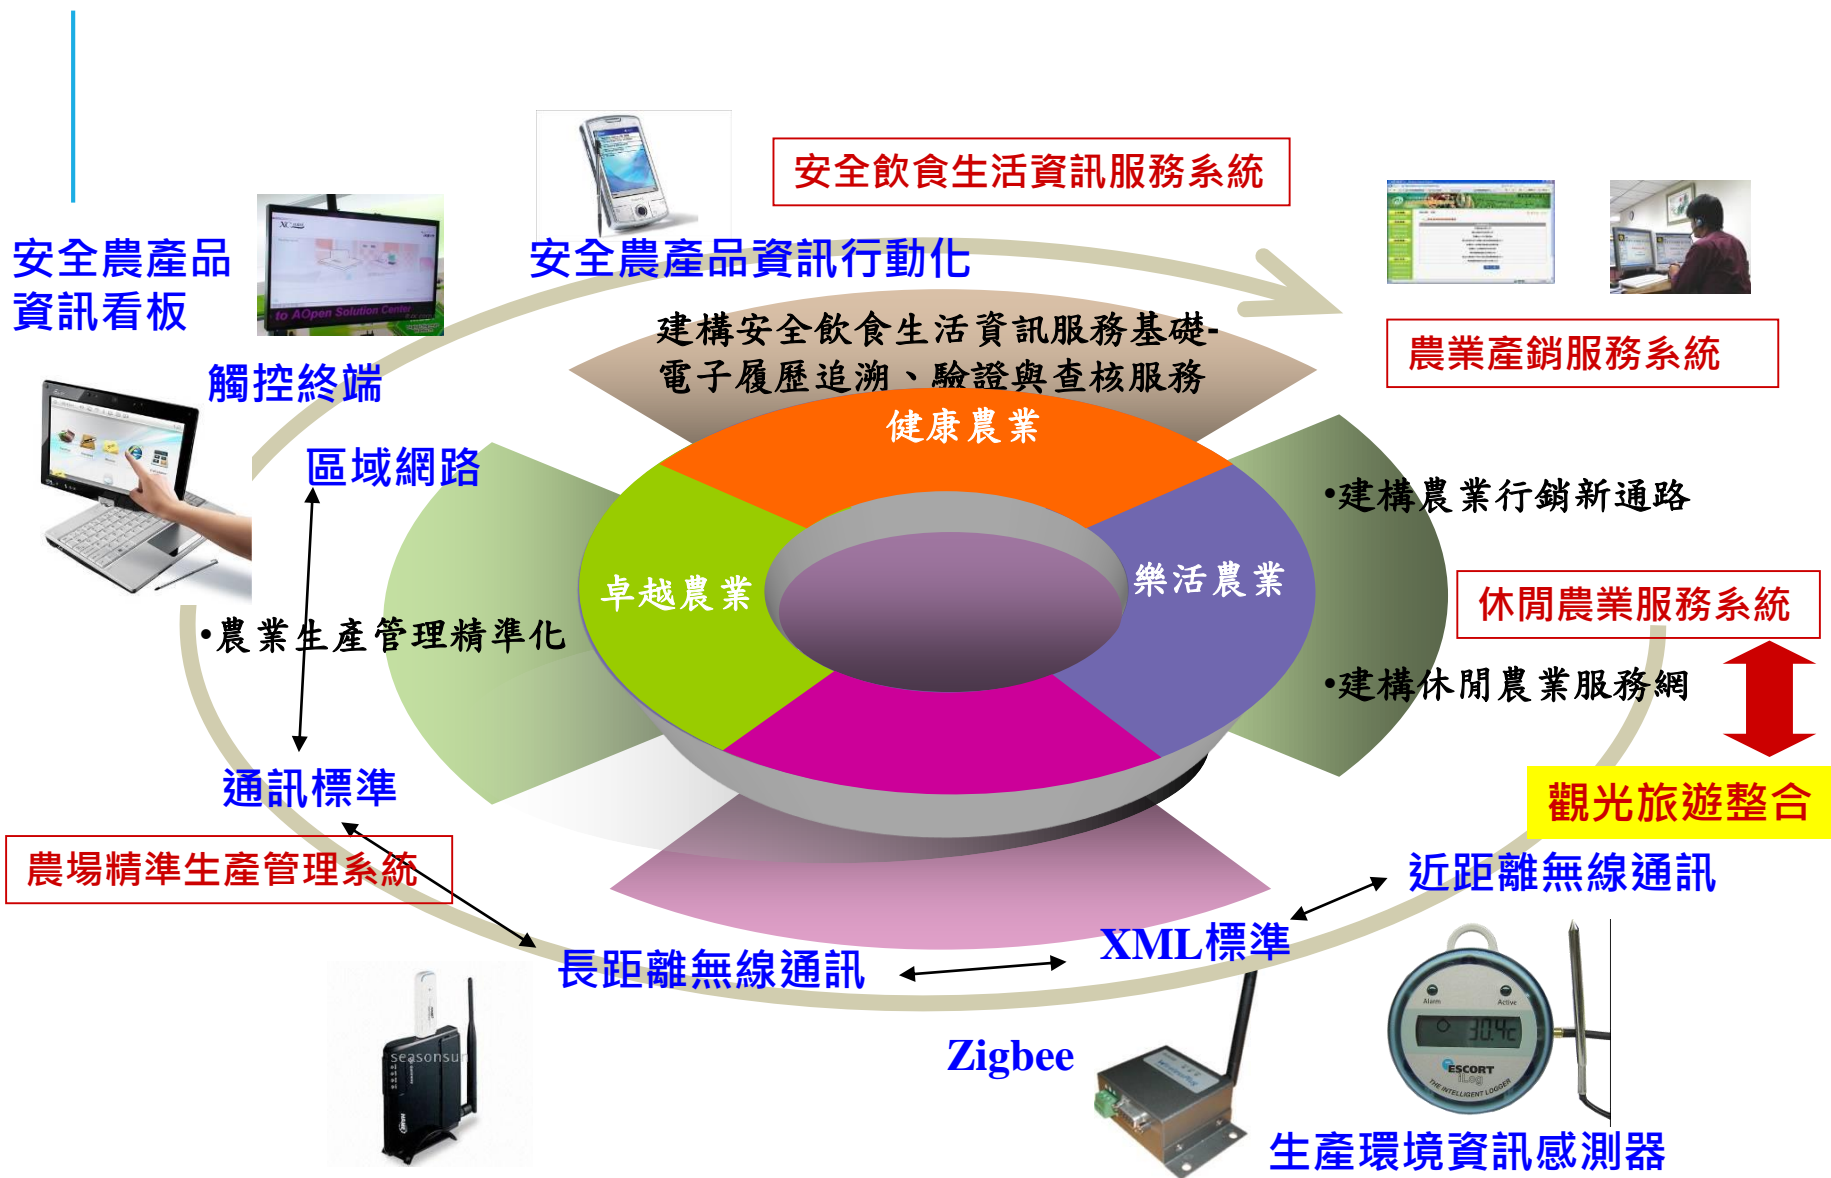 安全飲食生活資訊服務系統
安全農產品
資訊看板
to AOpen Solution Center
安全農產品資訊行動化
建構安全飲食生活資訊服務基礎-
電子履歷追溯、驗證與查核服務
農業產銷服務系統
觸控終端
健康農業
區域網路
•建構農業行銷新通路
卓越農業
樂活農業
休閒農業服務系統
•農業生產管理精準化
•建構休閒農業服務網
通訊標準
觀光旅遊整合
農場精準生產管理系統
近距離無線通訊
XML標準
長距離無線通訊
Alarm
Active
30.4c
Zigbee
seasonsun
ESCORT
iLog
THE INTELLIGENT LOGGER
生產環境資訊感測器